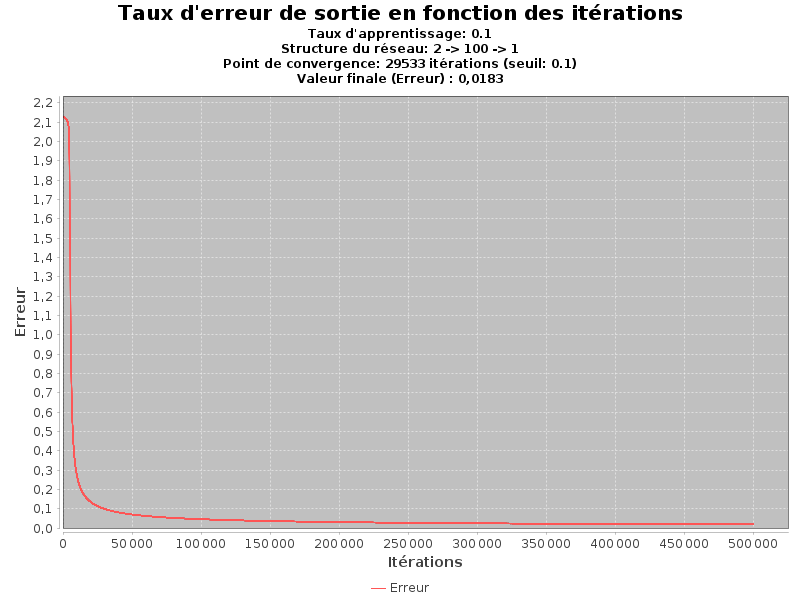 Taux d'erreur de sortie en fonction des itérations
Taux d'apprentissage: 0.1
Structure du réseau: 2 -> 100 -> 1
Point de convergence: 29533 itérations (seuil: 0.1)
Valeur finale (Erreur) : 0,0183
Erreur
2,2
2,1
2,0
1,9
1,8
1,7
1,6
1,5
1,4
1,3
1,2
1,1
1,0
0,9
0,8
0,7
0,6
0,5
0,4
0,3
0,2
0,1
0,0
0 50 000 100 000 150 000 200 000 250 000 300 000 350 000 400 000 450 000 500 000
Itérations
Erreur